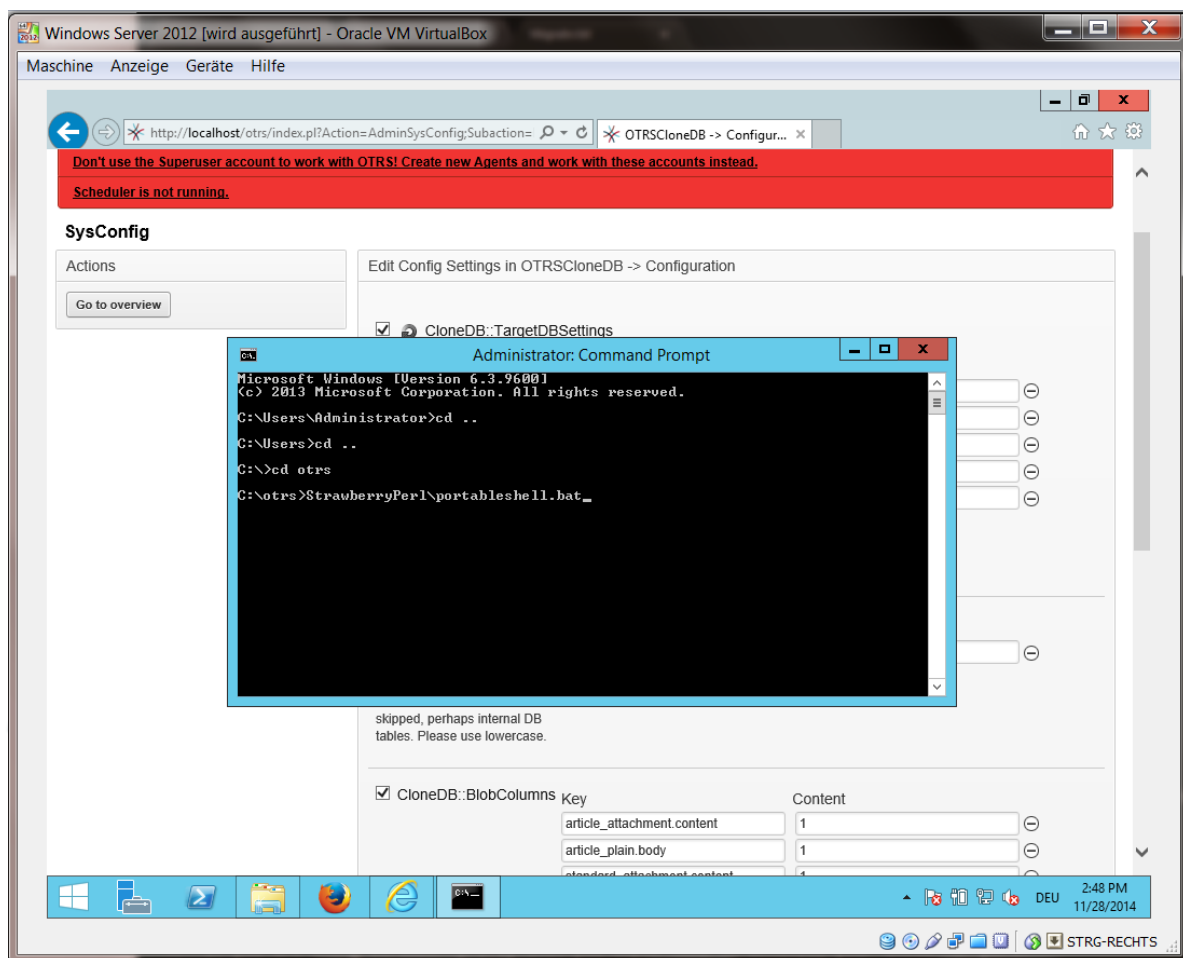 Windows Server 2012 [wird ausgeführt] - Oracle VM VirtualBox
Maschine Anzeige Geräte Hilfe
http://localhost/otrs/index.pl?Action=AdminSysConfig;Subaction=
OTRSCloneDB -> Configur...
Don't use the Superuser account to work with OTRS! Create new Agents and work with these accounts instead.
Scheduler is not running.
SysConfig
Actions
Go to overview
Edit Config Settings in OTRSCloneDB -> Configuration
CloneDB::TargetDBSettings
Administrator: Command Prompt
Microsoft Windows [Version 6.3.9600]
(c) 2013 Microsoft Corporation. All rights reserved.
C:\Users\Administrator>cd ..
C:\Users>cd ..
C:\>cd otrs
C:\otrs>StrawberryPerl\portableshell.bat_
skipped, perhaps internal DB
tables. Please use lowercase.
CloneDB::BlobColumns
Key Content
article_attachment.content 1
article_plain.body 1
standard_attachment.content 1
DEU
2:48 PM
11/28/2014
STRG-RECHTS